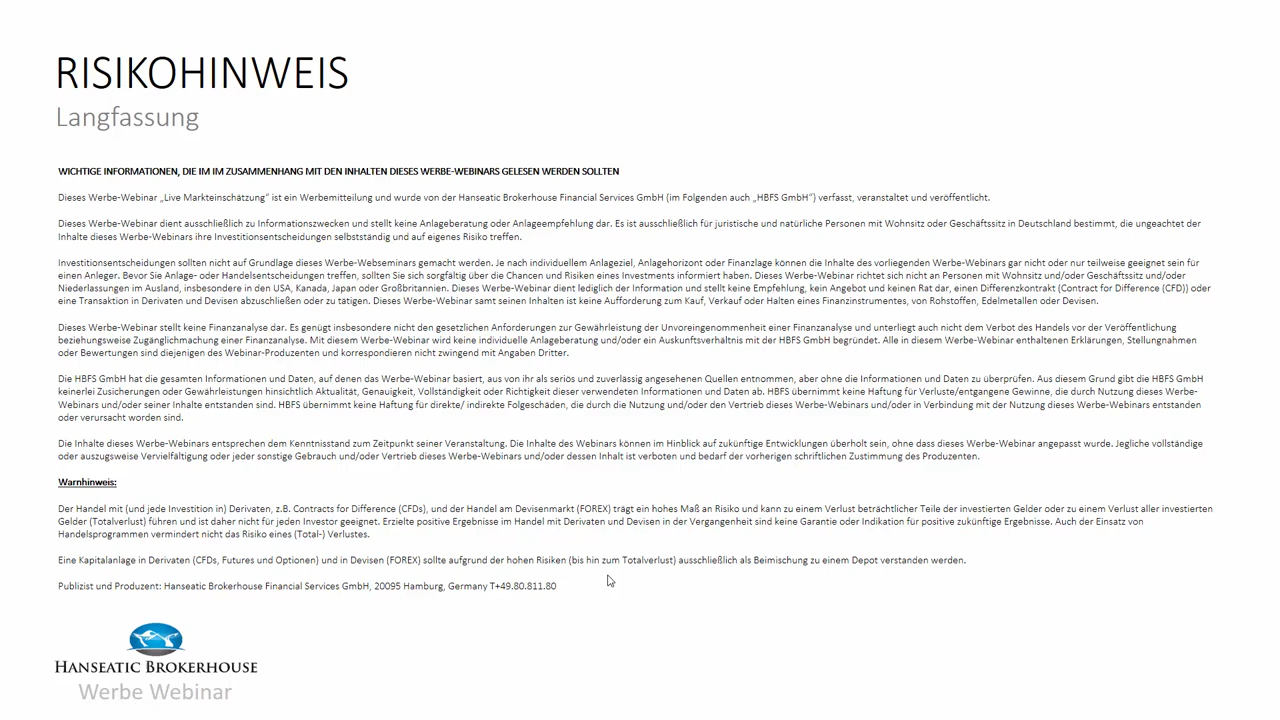 RISIKOHINWEIS
Langfassung
WICHTIGE INFORMATIONEN, DIE IM IM ZUSAMMENHANG MIT DEN INHALTEN DIESES WERBE-WEBINARS GELESEN WERDEN SOLLTEN
Dieses Werbe-Webinar „Live Markteinschätzung“ ist ein Werbemitteilung und wurde von der Hanseatic Brokerhouse Financial Services GmbH (im Folgenden auch „HBFS GmbH“) verfasst, veranstaltet und veröffentlicht.
Dieses Werbe-Webinar dient ausschließlich zu Informationszwecken und stellt keine Anlageberatung oder Anlageempfehlung dar. Es ist ausschließlich für juristische und natürliche Personen mit Wohnsitz oder Geschäftssitz in Deutschland bestimmt, die ungeachtet der
Inhalte dieses Werbe-Webinars ihre Investitionsentscheidungen selbstständig und auf eigenes Risiko treffen.
Investitionsentscheidungen sollten nicht auf Grundlage dieses Werbe-Webseminars gemacht werden. Je nach individuellem Anlageziel, Anlagehorizont oder Finanzlage können die Inhalte des vorliegenden Werbe-Webinars gar nicht oder nur teilweise geeignet sein für
einen Anleger. Bevor Sie Anlage- oder Handelsentscheidungen treffen, sollten Sie sich sorgfältig über die Chancen und Risiken eines Investments informiert haben. Dieses Werbe-Webinar richtet sich nicht an Personen mit Wohnsitz und/oder Geschäftssitz und/oder
Niederlassungen im Ausland, insbesondere in den USA, Kanada, Japan oder Großbritannien. Dieses Werbe-Webinar dient lediglich der Information und stellt keine Empfehlung, kein Angebot und keinen Rat dar, einen Differenzkontrakt (Contract for Difference (CFD)) oder
eine Transaktion in Derivaten und Devisen abzuschließen oder zu tätigen. Dieses Werbe-Webinar samt seinen Inhalten ist keine Aufforderung zum Kauf, Verkauf oder Halten eines Finanzinstrumentes, von Rohstoffen, Edelmetallen oder Devisen.
Dieses Werbe-Webinar stellt keine Finanzanalyse dar. Es genügt insbesondere nicht den gesetzlichen Anforderungen zur Gewährleistung der Unvoreingenommenheit einer Finanzanalyse und unterliegt auch nicht dem Verbot des Handels vor der Veröffentlichung
beziehungsweise Zugänglichmachung einer Finanzanalyse. Mit diesem Werbe-Webinar wird keine individuelle Anlageberatung und/oder ein Auskunftsverhältnis mit der HBFS GmbH begründet. Alle in diesem Werbe-Webinar enthaltenen Erklärungen, Stellungnahmen
oder Bewertungen sind diejenigen des Webinar-Produzenten und korrespondieren nicht zwingend mit Angaben Dritter.
Die HBFS GmbH hat die gesamten Informationen und Daten, auf denen das Werbe-Webinar basiert, aus von ihr als seriös und zuverlässig angesehenen Quellen entnommen, aber ohne die Informationen und Daten zu überprüfen. Aus diesem Grund gibt die HBFS GmbH
keinerlei Zusicherungen oder Gewährleistungen hinsichtlich Aktualität, Genauigkeit, Vollständigkeit oder Richtigkeit dieser verwendeten Informationen und Daten ab. HBFS übernimmt keine Haftung für Verluste/entgangene Gewinne, die durch Nutzung dieses Werbe-
Webinars und/oder seiner Inhalte entstanden sind. HBFS übernimmt keine Haftung für direkte/ indirekte Folgeschäden, die durch die Nutzung und/oder den Vertrieb dieses Werbe-Webinars und/oder in Verbindung mit der Nutzung dieses Werbe-Webinars entstanden
oder verursacht worden sind.
Die Inhalte dieses Werbe-Webinars entsprechen dem Kenntnisstand zum Zeitpunkt seiner Veranstaltung. Die Inhalte des Webinars können im Hinblick auf zukünftige Entwicklungen überholt sein, ohne dass dieses Werbe-Webinar angepasst wurde. Jegliche vollständige
oder auszugsweise Vervielfältigung oder jeder sonstige Gebrauch und/oder Vertrieb dieses Werbe-Webinars und/oder dessen Inhalt ist verboten und bedarf der vorherigen schriftlichen Zustimmung des Produzenten.
Warnhinweis:
Der Handel mit (und jede Investition in) Derivaten, z.B. Contracts for Difference (CFDs), und der Handel am Devisenmarkt (FOREX) trägt ein hohes Maß an Risiko und kann zu einem Verlust beträchtlicher Teile der investierten Gelder oder zu einem Verlust aller investierten
Gelder (Totalverlust) führen und ist daher nicht für jeden Investor geeignet. Erzielte positive Ergebnisse im Handel mit Derivaten und Devisen in der Vergangenheit sind keine Garantie oder Indikation für positive zukünftige Ergebnisse. Auch der Einsatz von
Handelsprogrammen vermindert nicht das Risiko eines (Total-) Verlustes.
Eine Kapitalanlage in Derivaten (CFDs, Futures und Optionen) und in Devisen (FOREX) sollte aufgrund der hohen Risiken (bis hin zum Totalverlust) ausschließlich als Beimischung zu einem Depot verstanden werden.
Publizist und Produzent: Hanseatic Brokerhouse Financial Services GmbH, 20095 Hamburg, Germany T+49.80.811.80
HANSEATIC BROKERHOUSE
Werbe Webinar